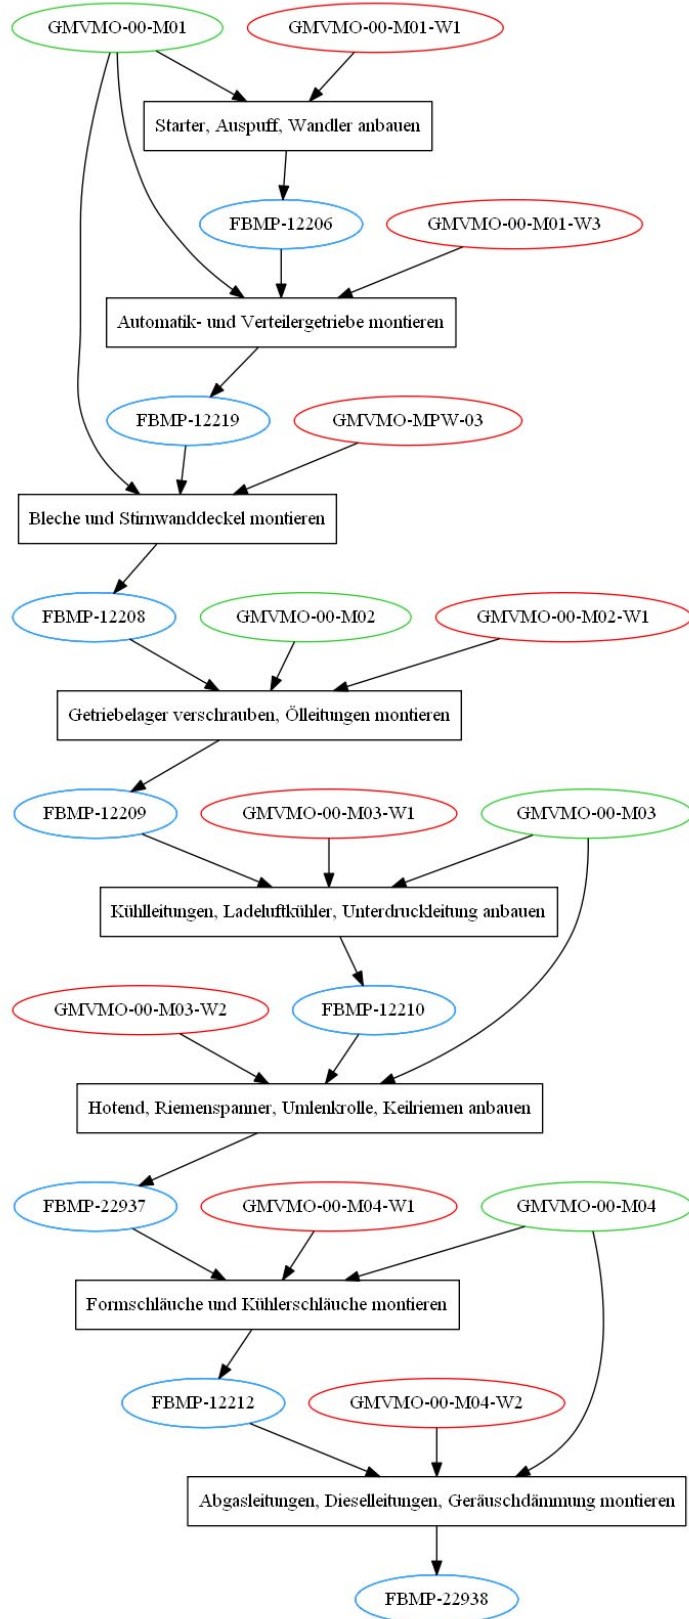 GMVMO-00-M01
GMVMO-00-M01-W1
Starter, Auspuff, Wandler anbauen
FBMP-12206
GMVMO-00-M01-W3
Automatik- und Verteilergetriebe montieren
FBMP-12219
GMVMO-MPW-03
Bleche und Stirnwanddeckel montieren
FBMP-12208
GMVMO-00-M02
GMVMO-00-M02-W1
Getriebelager verschrauben, Ölleitungen montieren
FBMP-12209
GMVMO-00-M03-W1
GMVMO-00-M03
Kühlleitungen, Ladeluftkühler, Unterdruckleitung anbauen
GMVMO-00-M03-W2
FBMP-12210
Hotend, Riemenspanner, Umlenkrolle, Keilriemen anbauen
FBMP-22937
GMVMO-00-M04-W1
GMVMO-00-M04
Formschläuche und Kühlerschläuche montieren
FBMP-12212
GMVMO-00-M04-W2
Abgasleitungen, Dieselleitungen, Geräuschdämmung montieren
FBMP-22938